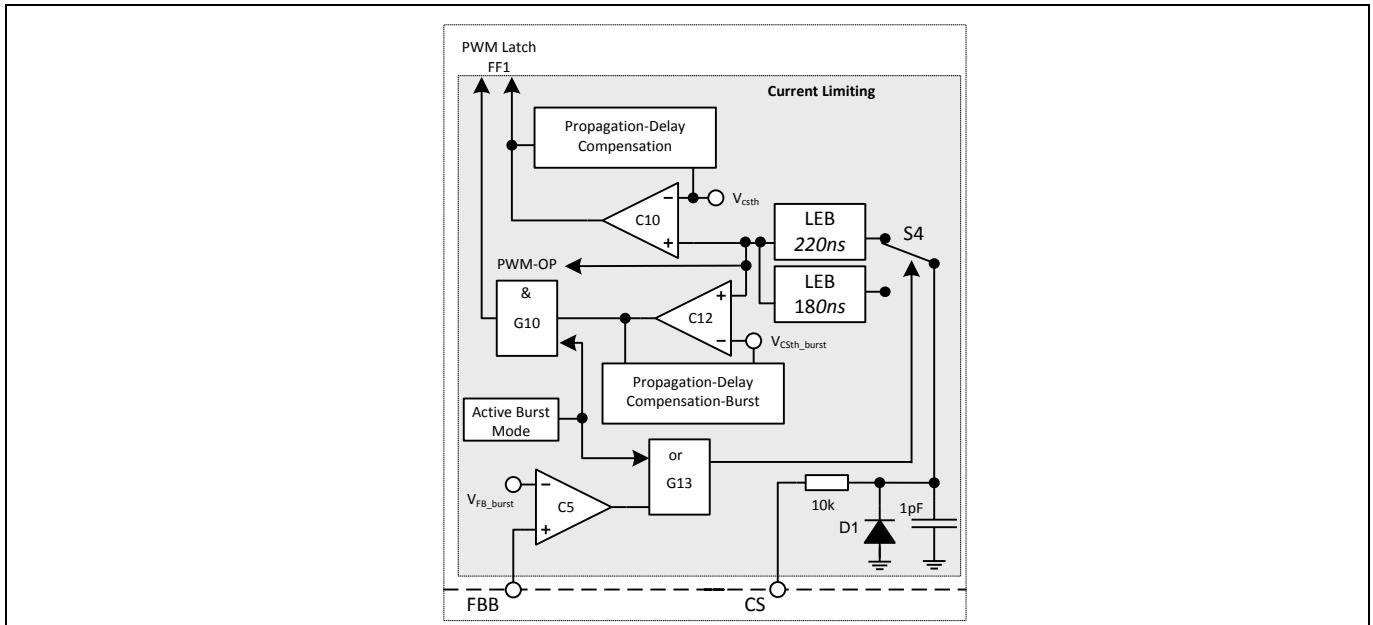 PWM Latch
FF1
Current Limiting
Propagation-Delay
Compensation
−
V_csth
C10
+
LEB
220ns
S4
PWM-OP
LEB
180ns
&
G10
+
C12
−
V_CSth_burst
Propagation-Delay
Compensation-Burst
Active Burst
Mode
or
G13
V_FB_burst
−
C5
+
10k
1pF
D1
FBB
CS